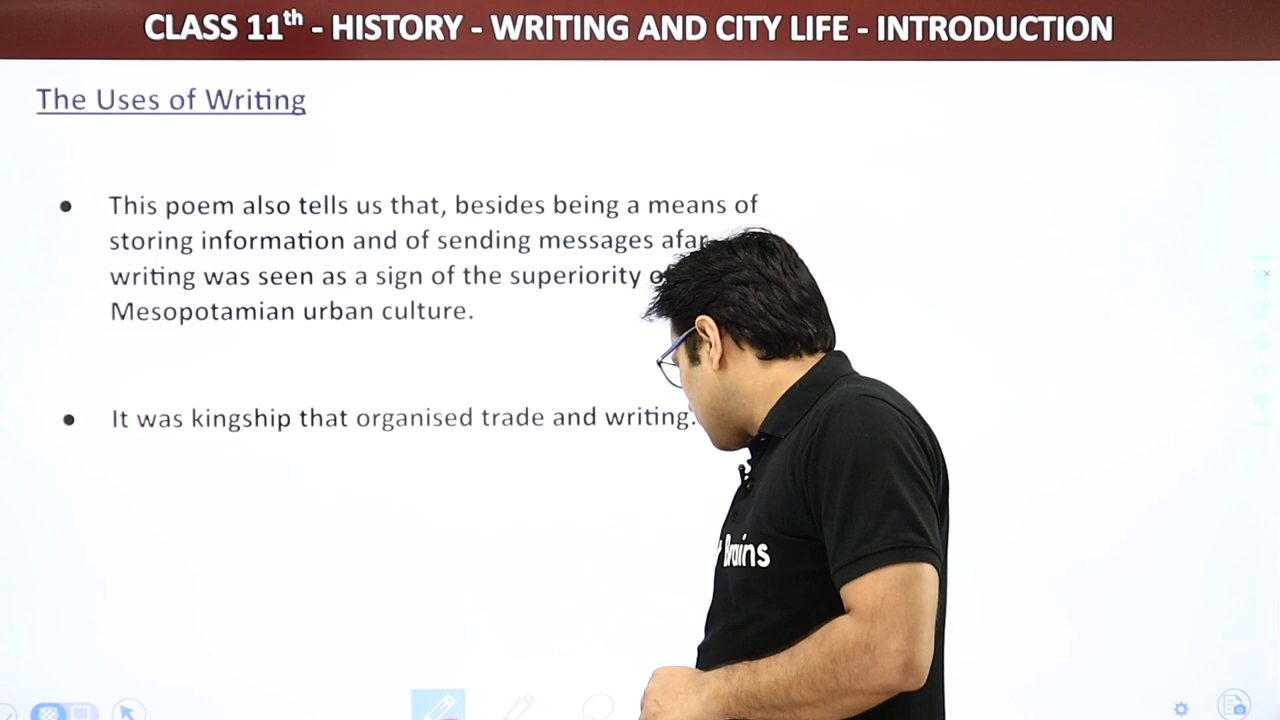 CLASS 11th - HISTORY - WRITING AND CITY LIFE - INTRODUCTION
The Uses of Writing
• This poem also tells us that, besides being a means of
storing information and of sending messages afar
writing was seen as a sign of the superiority
Mesopotamian urban culture.
• It was kingship that organised trade and writing.
Brains